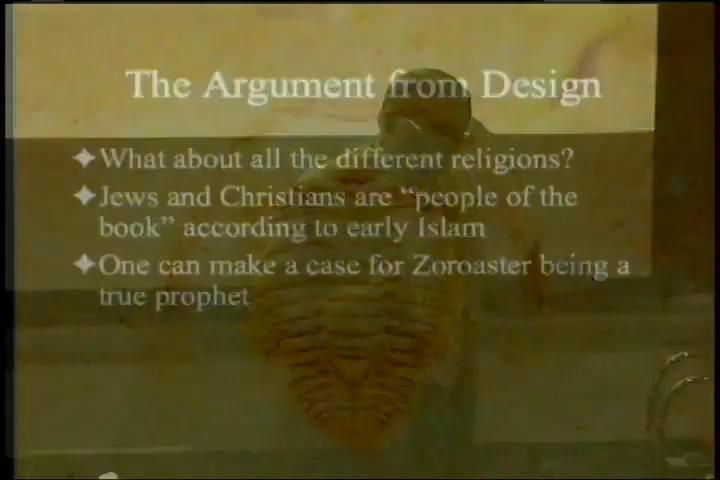 The Argument from Design
What about all the different religions?
Jews and Christians are “people of the
book” according to early Islam
One can make a case for Zoroaster being a
true prophet